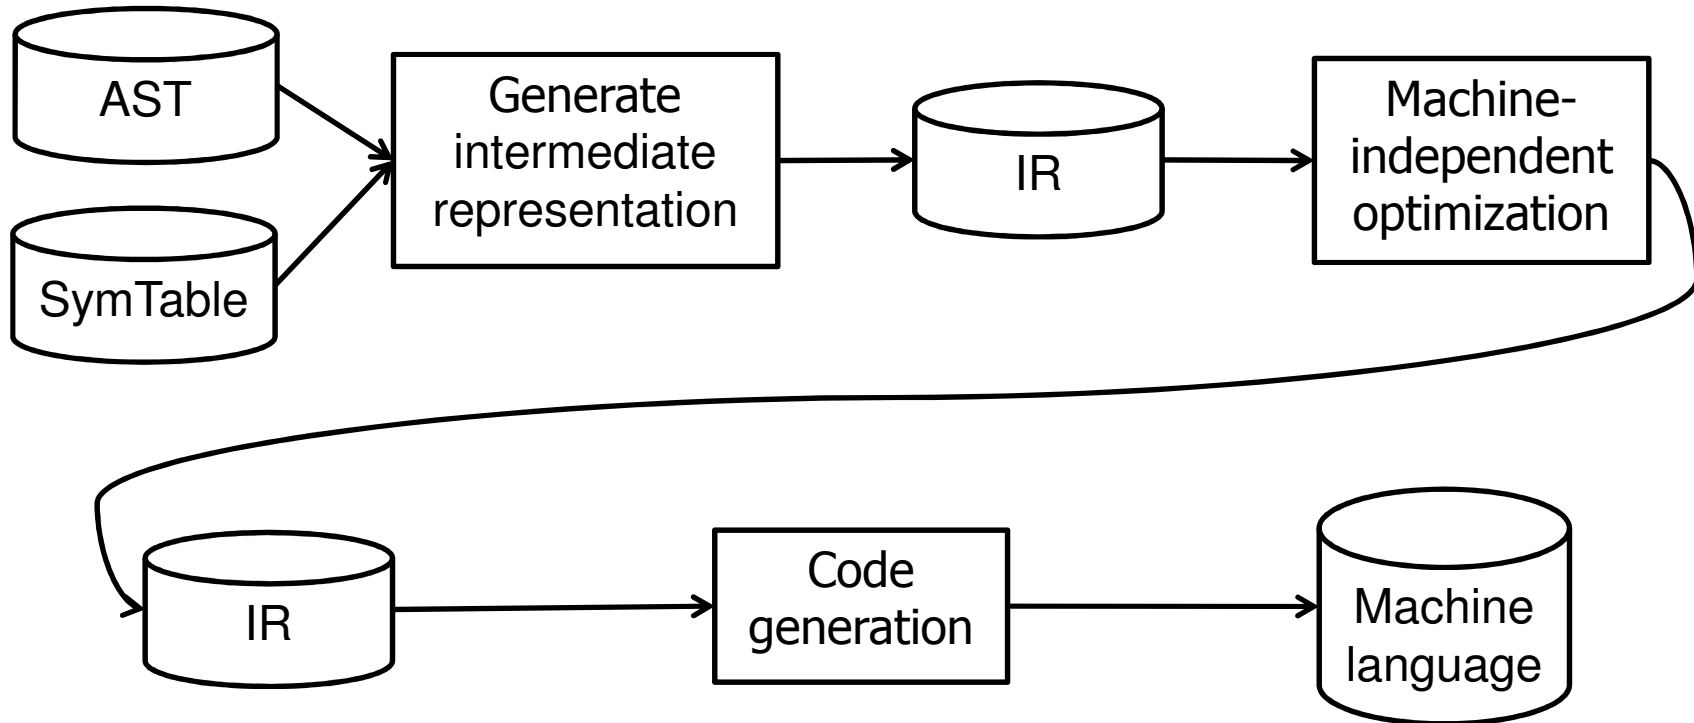 AST
Generate
intermediate
representation
IR
Machine-
independent
optimization
SymTable
IR
Code
generation
Machine
language